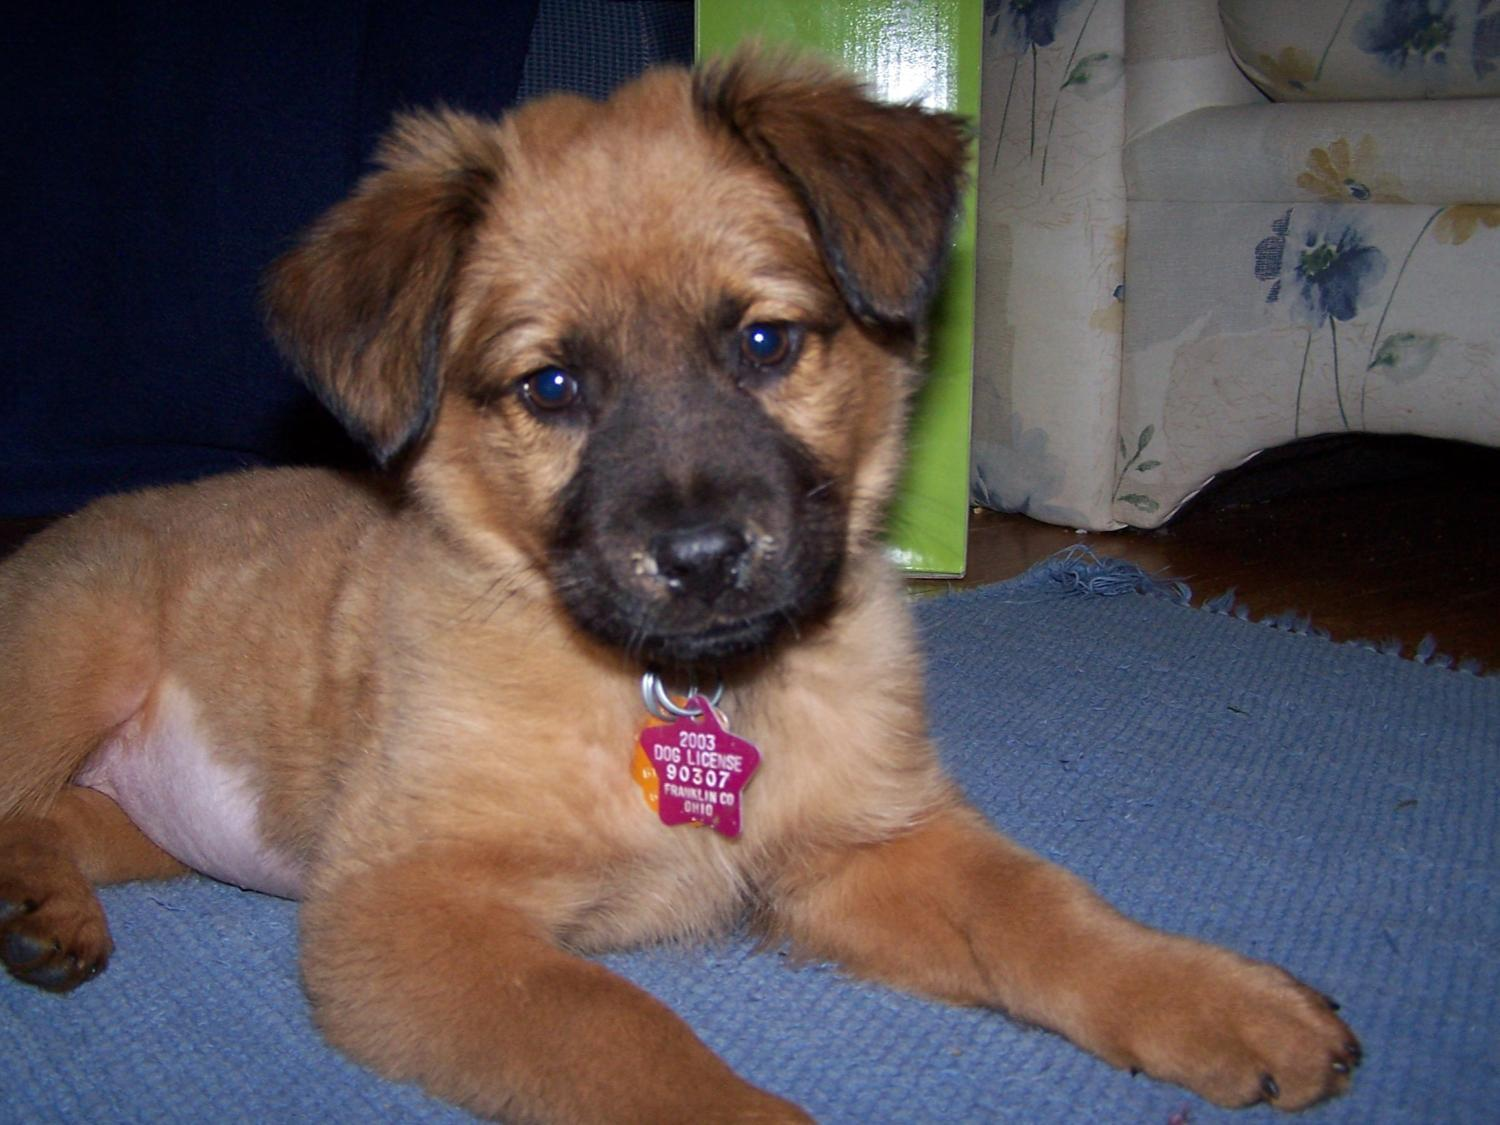 2003
DOG LICENSE
90307
FRANKLIN CO
OHIO